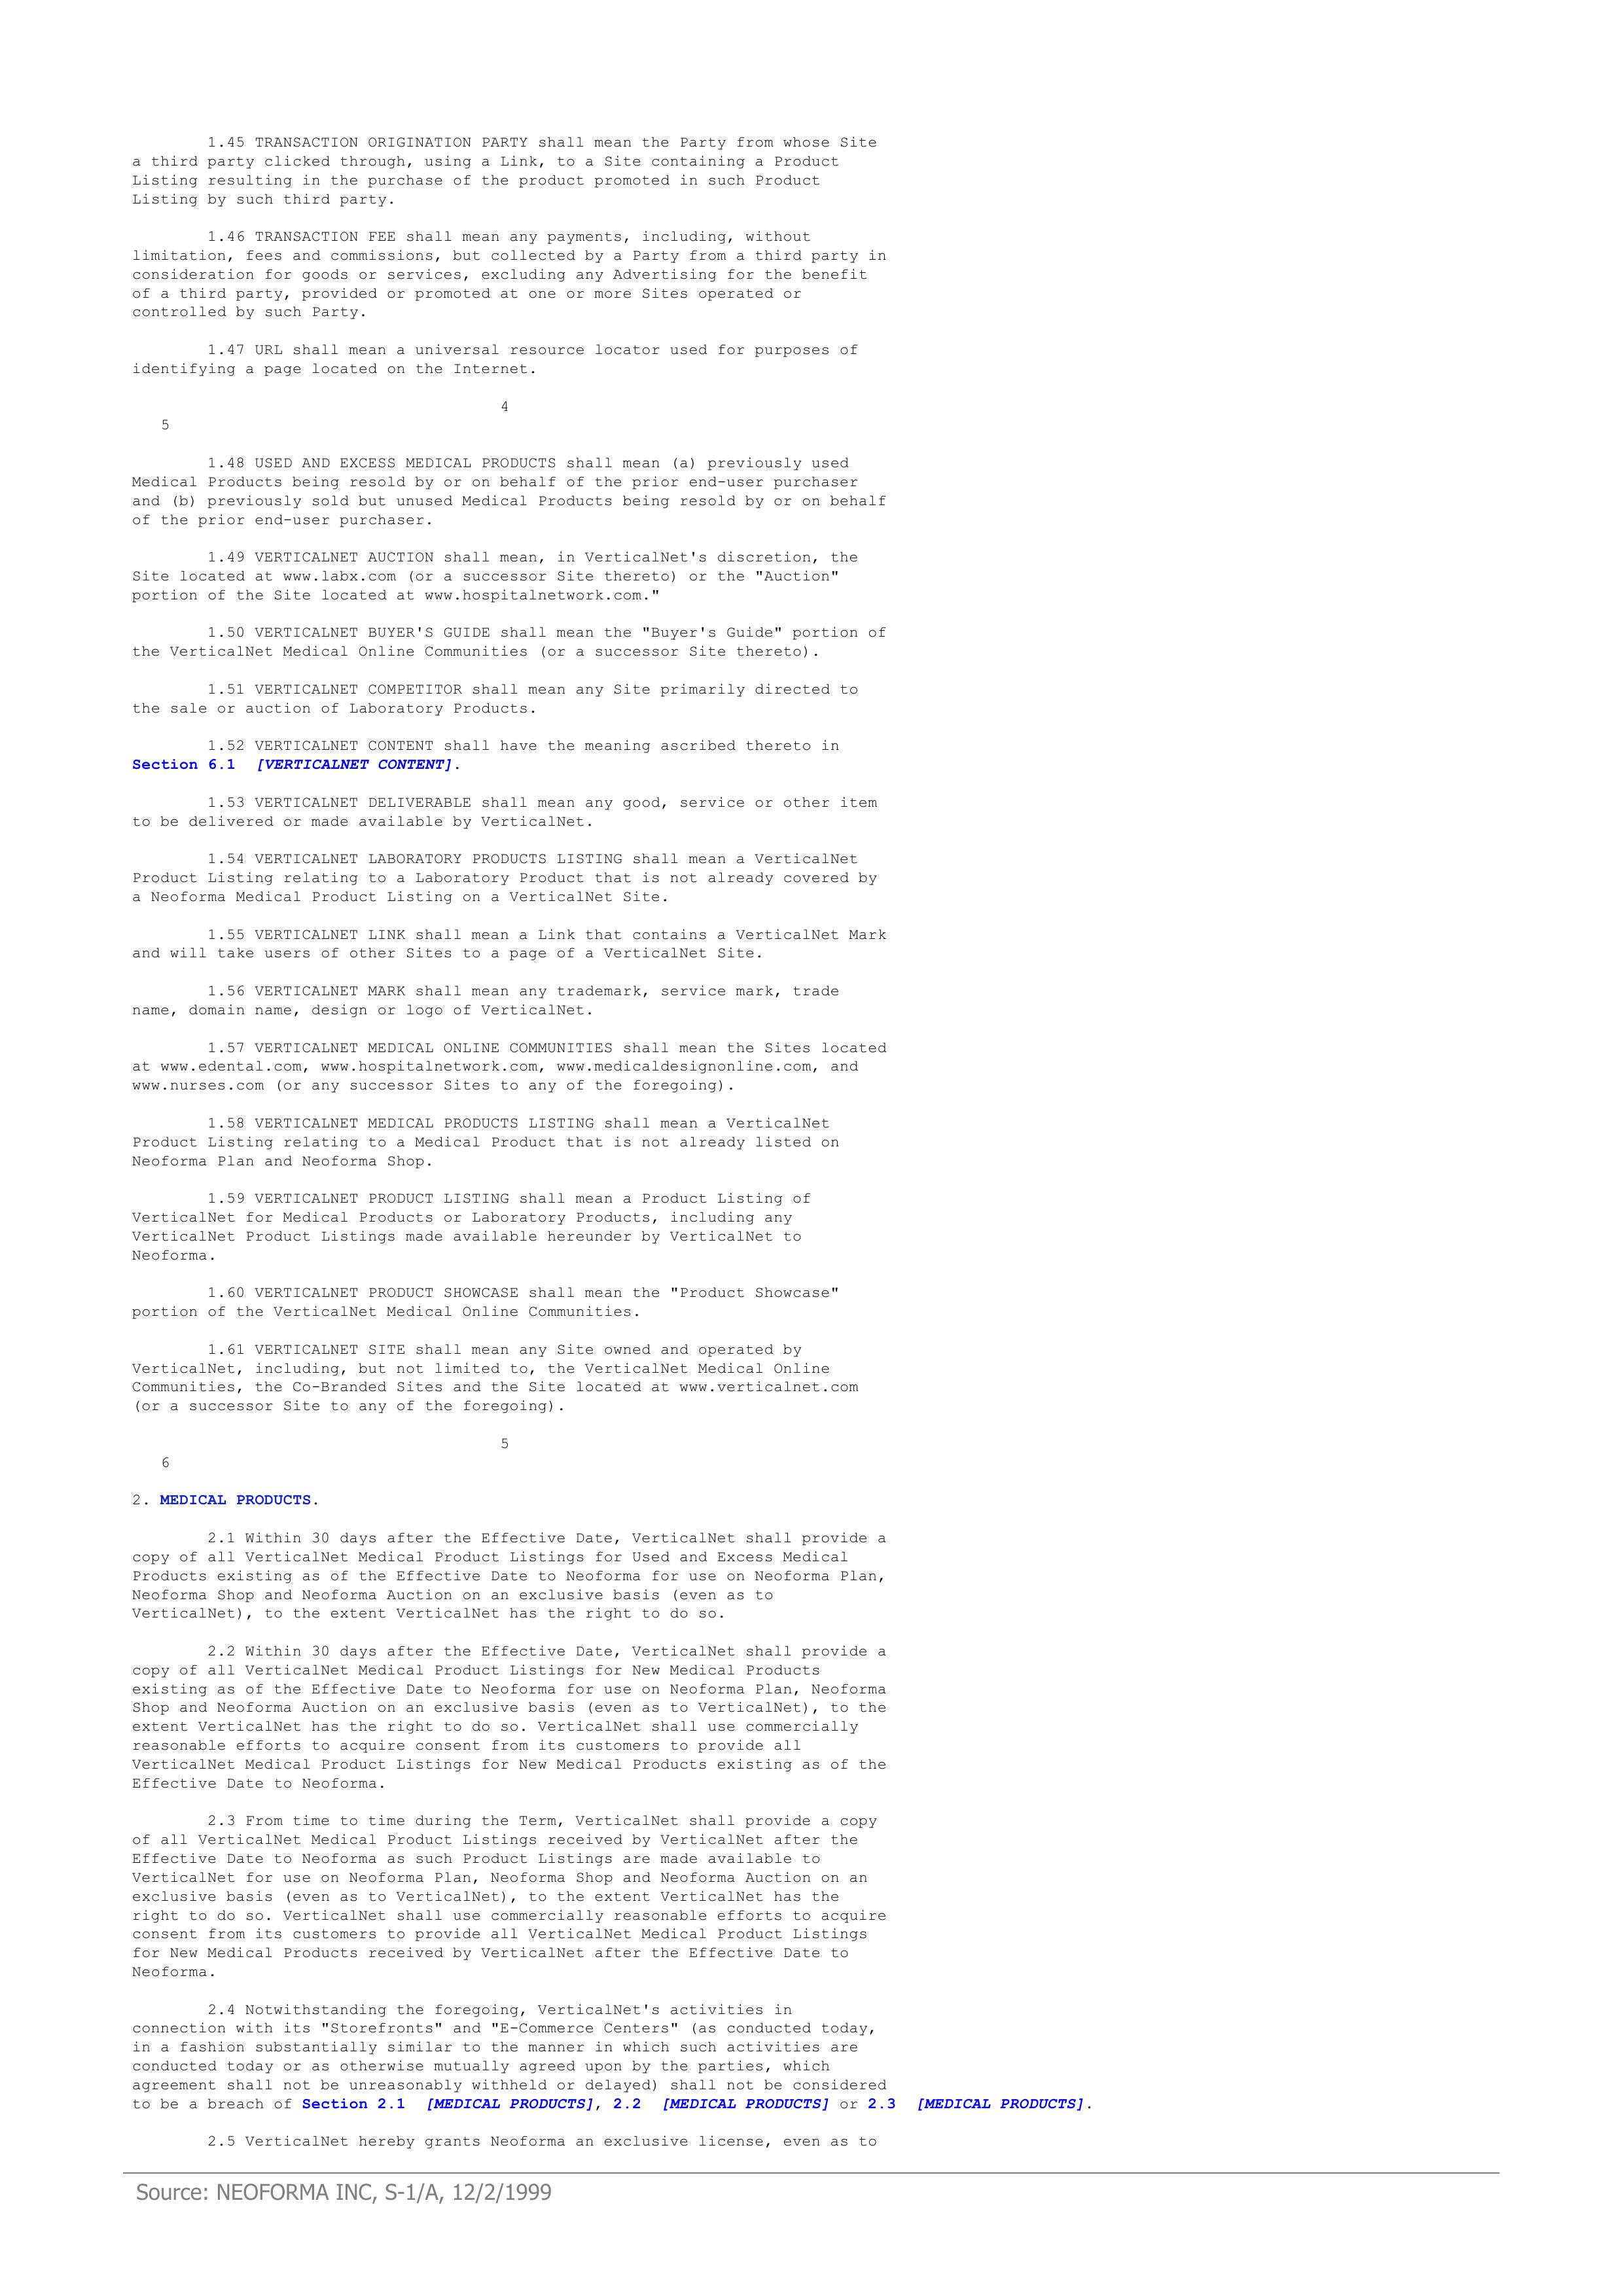 1.45 TRANSACTION ORIGINATION PARTY shall mean the Party from whose Site
a third party clicked through, using a Link, to a Site containing a Product
Listing resulting in the purchase of the product promoted in such Product
Listing by such third party.
1.46 TRANSACTION FEE shall mean any payments, including, without
limitation, fees and commissions, but collected by a Party from a third party in
consideration for goods or services, excluding any Advertising for the benefit
of a third party, provided or promoted at one or more Sites operated or
controlled by such Party.
1.47 URL shall mean a universal resource locator used for purposes of
identifying a page located on the Internet.
4
5
1.48 USED AND EXCESS MEDICAL PRODUCTS shall mean (a) previously used
Medical Products being resold by or on behalf of the prior end-user purchaser
and (b) previously sold but unused Medical Products being resold by or on behalf
of the prior end-user purchaser.
1.49 VERTICALNET AUCTION shall mean, in VerticalNet's discretion, the
Site located at www.labx.com (or a successor Site thereto) or the "Auction"
portion of the Site located at www.hospitalnetwork.com."
1.50 VERTICALNET BUYER'S GUIDE shall mean the "Buyer's Guide" portion of
the VerticalNet Medical Online Communities (or a successor Site thereto).
1.51 VERTICALNET COMPETITOR shall mean any Site primarily directed to
the sale or auction of Laboratory Products.
1.52 VERTICALNET CONTENT shall have the meaning ascribed thereto in
Section 6.1 [VERTICALNET CONTENT].
1.53 VERTICALNET DELIVERABLE shall mean any good, service or other item
to be delivered or made available by VerticalNet.
1.54 VERTICALNET LABORATORY PRODUCTS LISTING shall mean a VerticalNet
Product Listing relating to a Laboratory Product that is not already covered by
a Neoforma Medical Product Listing on a VerticalNet Site.
1.55 VERTICALNET LINK shall mean a Link that contains a VerticalNet Mark
and will take users of other Sites to a page of a VerticalNet Site.
1.56 VERTICALNET MARK shall mean any trademark, service mark, trade
name, domain name, design or logo of VerticalNet.
1.57 VERTICALNET MEDICAL ONLINE COMMUNITIES shall mean the Sites located
at www.edental.com, www.hospitalnetwork.com, www.medicaldesignonline.com, and
www.nurses.com (or any successor Sites to any of the foregoing).
1.58 VERTICALNET MEDICAL PRODUCTS LISTING shall mean a VerticalNet
Product Listing relating to a Medical Product that is not already listed on
Neoforma Plan and Neoforma Shop.
1.59 VERTICALNET PRODUCT LISTING shall mean a Product Listing of
VerticalNet for Medical Products or Laboratory Products, including any
VerticalNet Product Listings made available hereunder by VerticalNet to
Neoforma.
1.60 VERTICALNET PRODUCT SHOWCASE shall mean the "Product Showcase"
portion of the VerticalNet Medical Online Communities.
1.61 VERTICALNET SITE shall mean any Site owned and operated by
VerticalNet, including, but not limited to, the VerticalNet Medical Online
Communities, the Co-Branded Sites and the Site located at www.verticalnet.com
(or a successor Site to any of the foregoing).
5
6
2. MEDICAL PRODUCTS.
2.1 Within 30 days after the Effective Date, VerticalNet shall provide a
copy of all VerticalNet Medical Product Listings for Used and Excess Medical
Products existing as of the Effective Date to Neoforma for use on Neoforma Plan,
Neoforma Shop and Neoforma Auction on an exclusive basis (even as to
VerticalNet), to the extent VerticalNet has the right to do so.
2.2 Within 30 days after the Effective Date, VerticalNet shall provide a
copy of all VerticalNet Medical Product Listings for New Medical Products
existing as of the Effective Date to Neoforma for use on Neoforma Plan, Neoforma
Shop and Neoforma Auction on an exclusive basis (even as to VerticalNet), to the
extent VerticalNet has the right to do so. VerticalNet shall use commercially
reasonable efforts to acquire consent from its customers to provide all
VerticalNet Medical Product Listings for New Medical Products existing as of the
Effective Date to Neoforma.
2.3 From time to time during the Term, VerticalNet shall provide a copy
of all VerticalNet Medical Product Listings received by VerticalNet after the
Effective Date to Neoforma as such Product Listings are made available to
VerticalNet for use on Neoforma Plan, Neoforma Shop and Neoforma Auction on an
exclusive basis (even as to VerticalNet), to the extent VerticalNet has the
right to do so. VerticalNet shall use commercially reasonable efforts to acquire
consent from its customers to provide all VerticalNet Medical Product Listings
for New Medical Products received by VerticalNet after the Effective Date to
Neoforma.
2.4 Notwithstanding the foregoing, VerticalNet's activities in
connection with its "Storefronts" and "E-Commerce Centers" (as conducted today,
in a fashion substantially similar to the manner in which such activities are
conducted today or as otherwise mutually agreed upon by the parties, which
agreement shall not be unreasonably withheld or delayed) shall not be considered
to be a breach of Section 2.1 [MEDICAL PRODUCTS], 2.2 [MEDICAL PRODUCTS] or 2.3 [MEDICAL PRODUCTS].
2.5 VerticalNet hereby grants Neoforma an exclusive license, even as to
Source: NEOFORMA INC, S-1/A, 12/2/1999